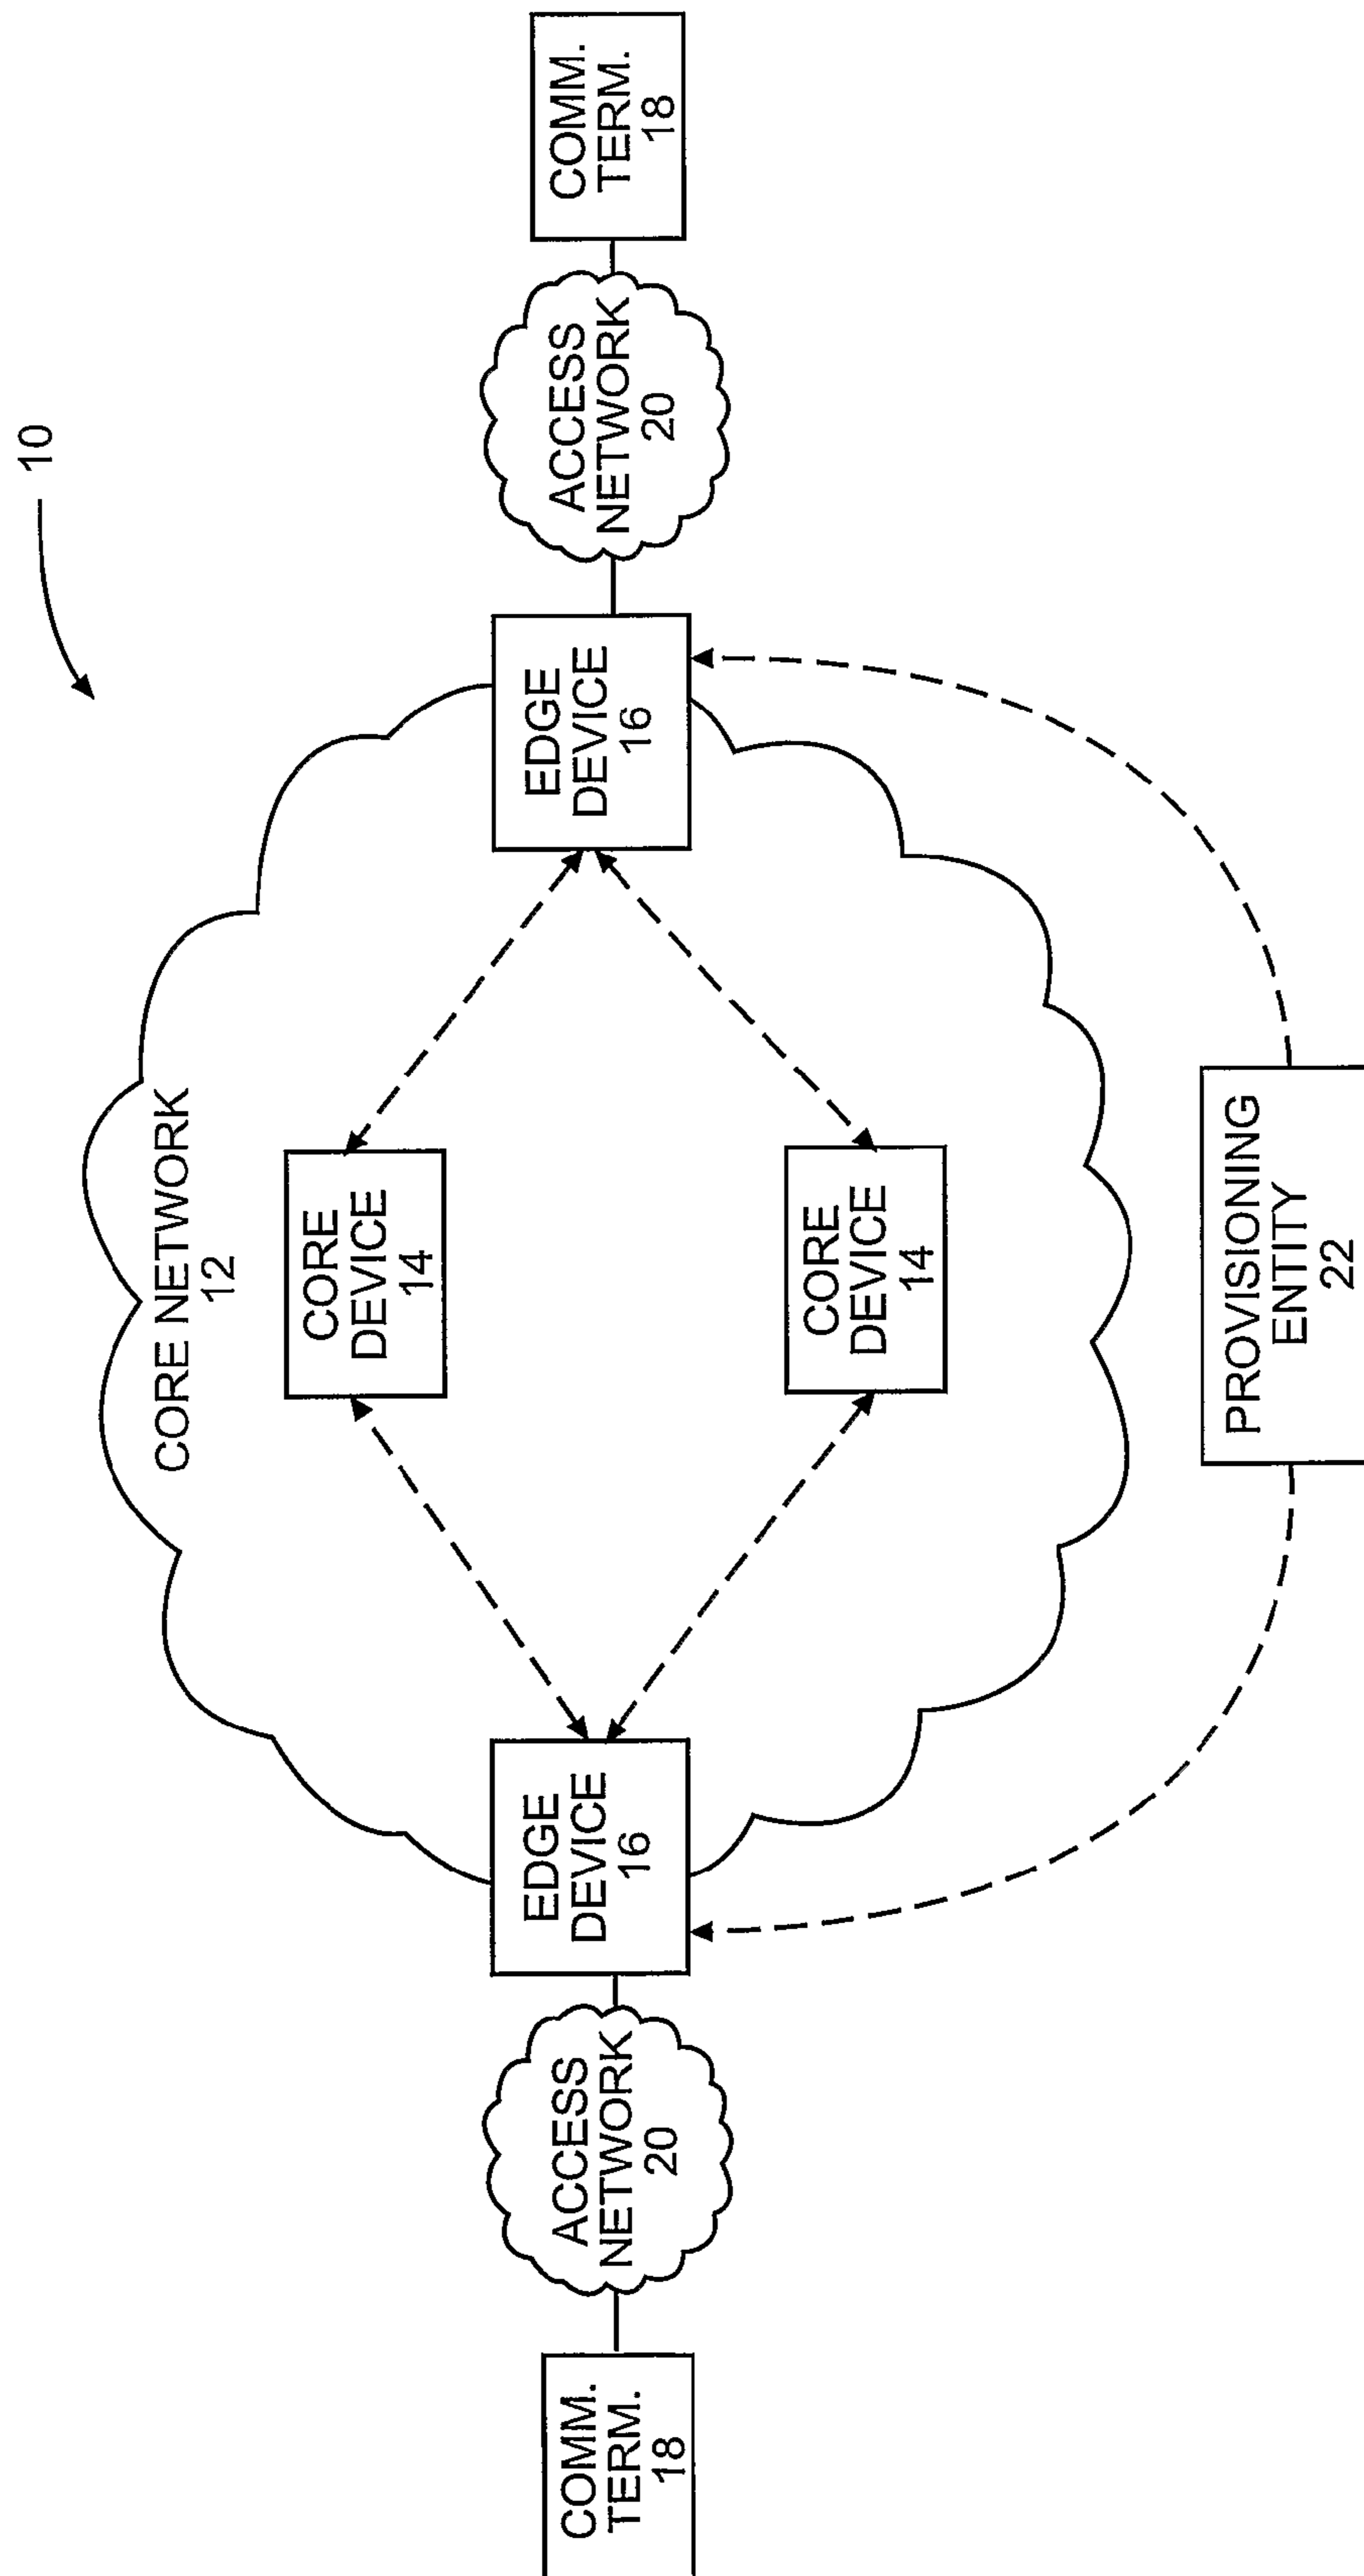 10
CORE NETWORK
12
CORE
DEVICE
14
COMM.
TERM.
18
ACCESS
NETWORK
20
EDGE
DEVICE
16
EDGE
DEVICE
16
ACCESS
NETWORK
20
COMM.
TERM.
18
CORE
DEVICE
14
PROVISIONING
ENTITY
22